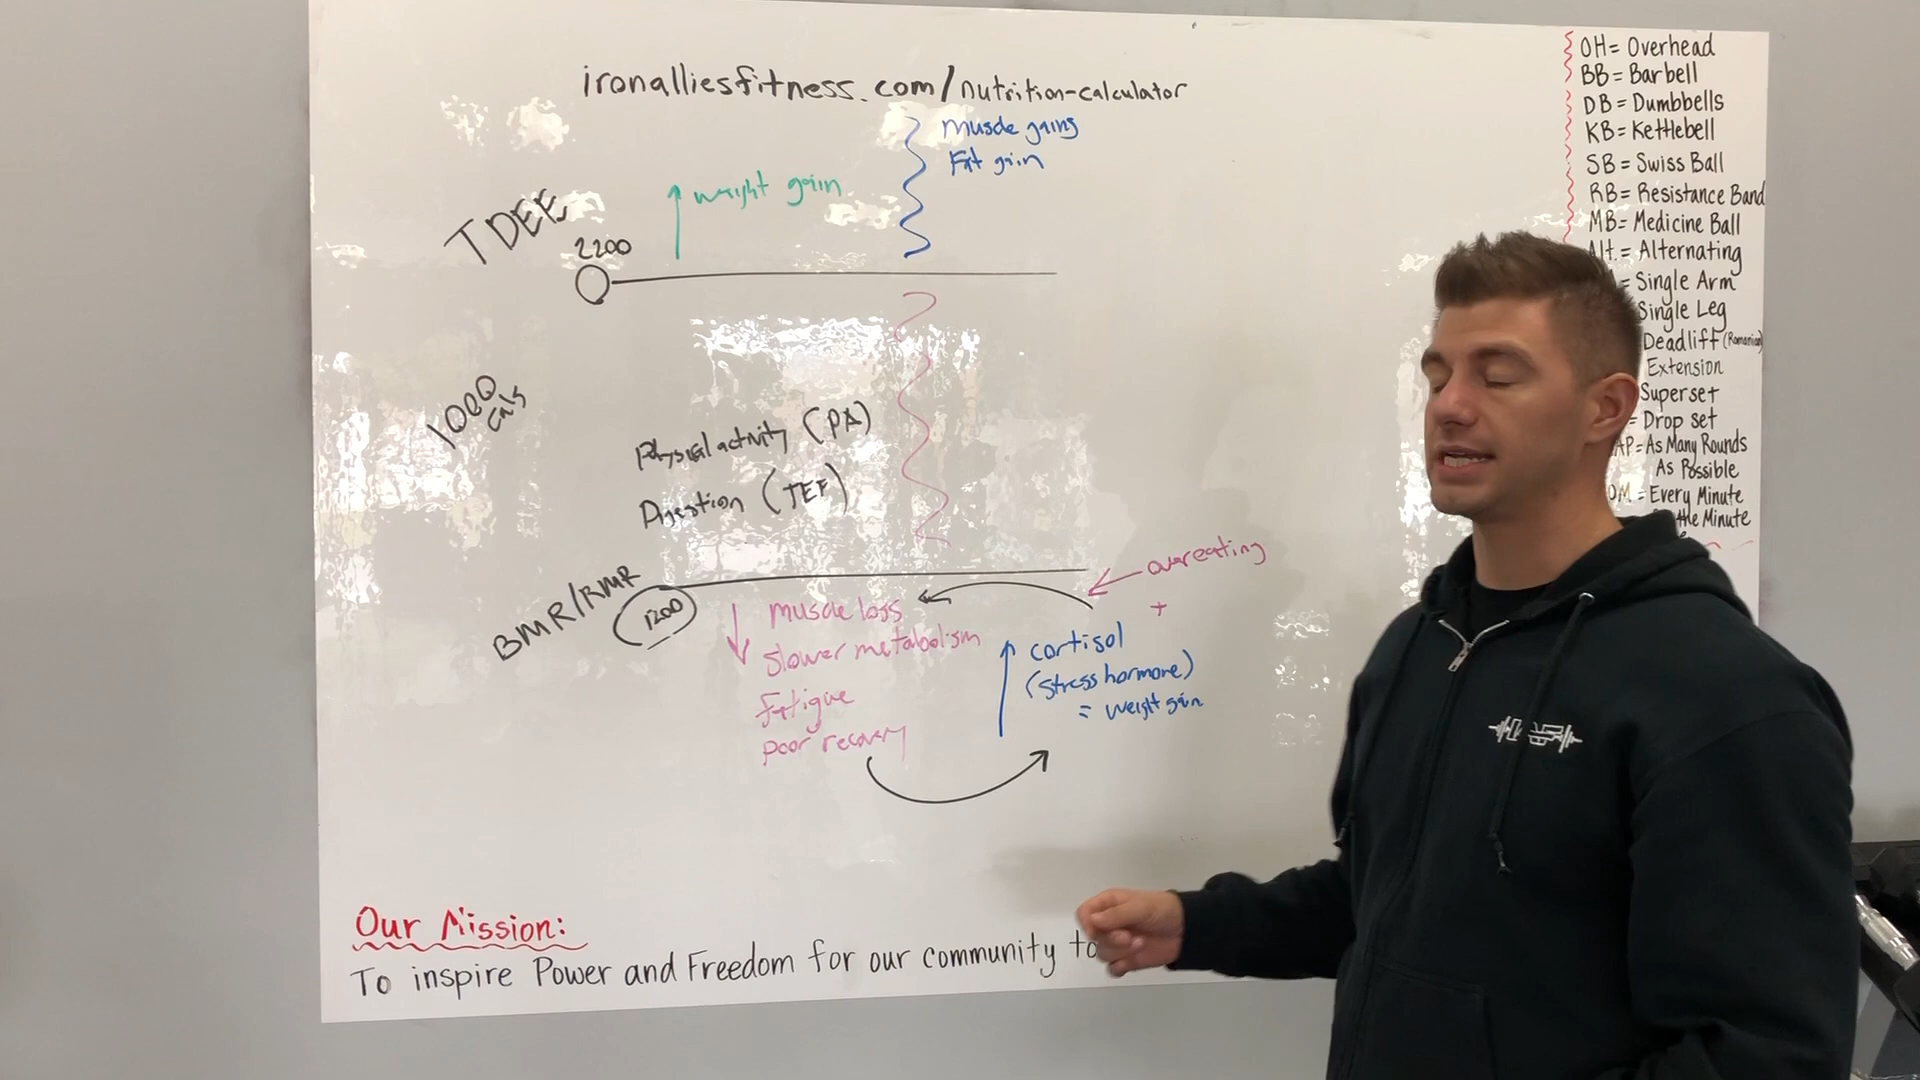 ironalliesfitness.com/nutrition-calculator
muscle gains
Fat gain
weight gain
TDEE
2200
1000
cals
Physical activity (PA)
Digestion (TEF)
BMR/RMR
1200
muscle loss
slower metabolism
fatigue
poor recovery
overeating
+
cortisol
(stress hormone)
= weight gain
Our Mission:
To inspire Power and Freedom for our community to
OH= Overhead
BB= Barbell
DB= Dumbbells
KB= Kettlebell
SB= Swiss Ball
RB= Resistance Band
MB= Medicine Ball
Alt.= Alternating
= Single Arm
Single Leg
Deadlift (Romanian)
Extension
Superset
= Drop set
AP=As Many Rounds
As Possible
OM=Every Minute
the Minute